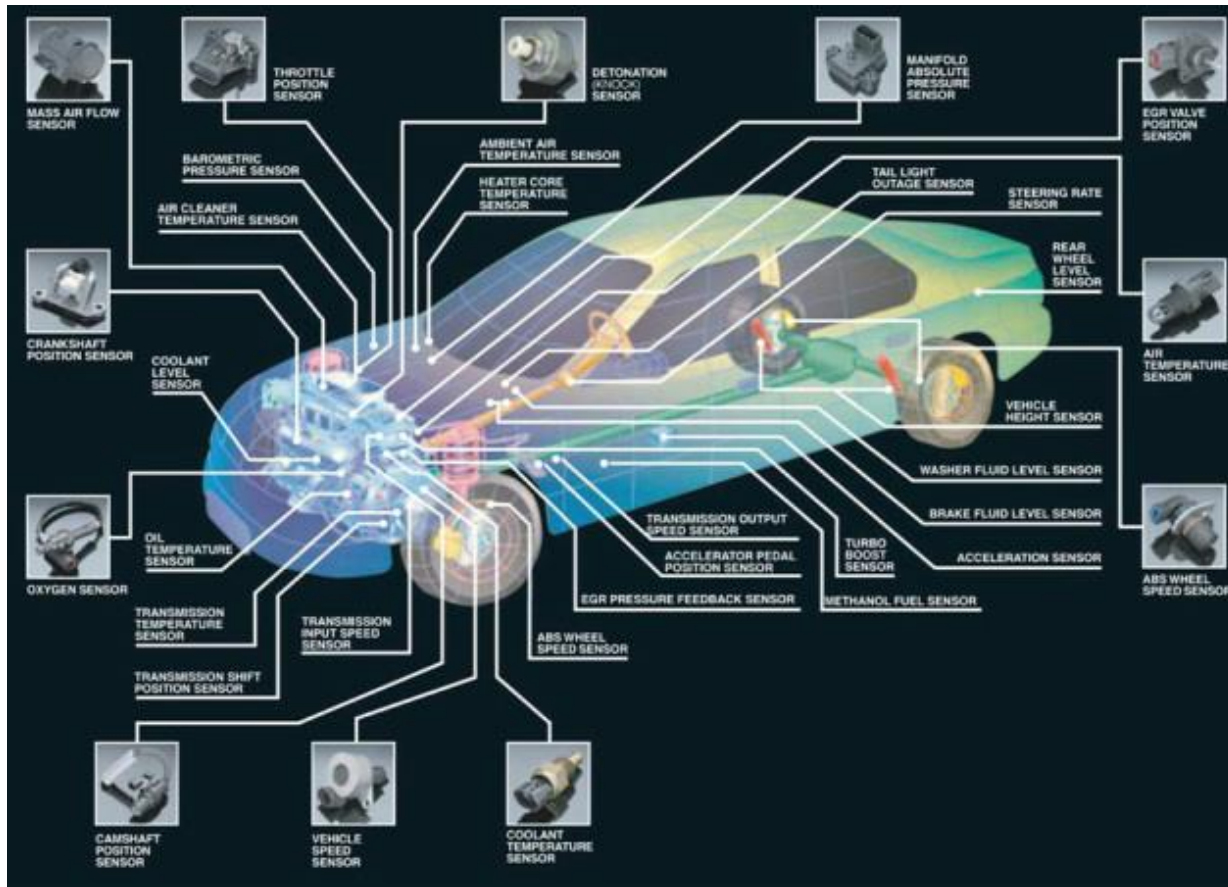 MASS AIR FLOW
SENSOR
THROTTLE
POSITION
SENSOR
DETONATION
(KNOCK)
SENSOR
MANIFOLD
ABSOLUTE
PRESSURE
SENSOR
EGR VALVE
POSITION
SENSOR
BAROMETRIC
PRESSURE SENSOR
AMBIENT AIR
TEMPERATURE SENSOR
HEATER CORE
TEMPERATURE
SENSOR
TAIL LIGHT
OUTAGE SENSOR
STEERING RATE
SENSOR
AIR CLEANER
TEMPERATURE SENSOR
REAR
WHEEL
LEVEL
SENSOR
CRANKSHAFT
POSITION SENSOR
COOLANT
LEVEL
SENSOR
AIR
TEMPERATURE
SENSOR
VEHICLE
HEIGHT SENSOR
WASHER FLUID LEVEL SENSOR
BRAKE FLUID LEVEL SENSOR
ACCELERATION SENSOR
ABS WHEEL
SPEED SENSOR
OXYGEN SENSOR
OIL
TEMPERATURE
SENSOR
TRANSMISSION OUTPUT
SPEED SENSOR
ACCELERATOR PEDAL
POSITION SENSOR
TURBO
BOOST
SENSOR
EGR PRESSURE FEEDBACK SENSOR
METHANOL FUEL SENSOR
TRANSMISSION
TEMPERATURE
SENSOR
TRANSMISSION
INPUT SPEED
SENSOR
ABS WHEEL
SPEED SENSOR
TRANSMISSION SHIFT
POSITION SENSOR
CAMSHAFT
POSITION
SENSOR
VEHICLE
SPEED
SENSOR
COOLANT
TEMPERATURE
SENSOR